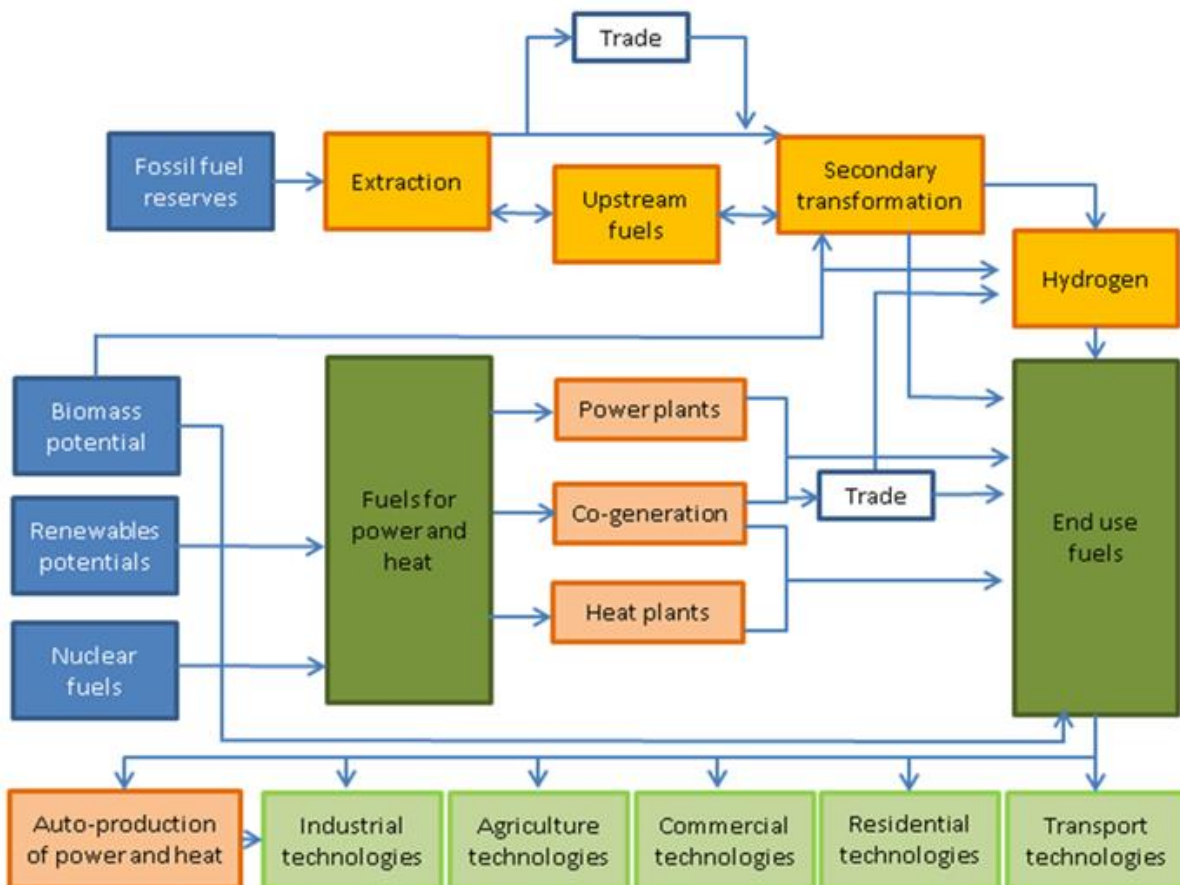 Trade
Fossil fuel
reserves
Extraction
Upstream
fuels
Secondary
transformation
Hydrogen
Biomass
potential
Renewables
potentials
Nuclear
fuels
Fuels for
power and
heat
Power plants
Co-generation
Heat plants
Trade
End use
fuels
Auto-production
of power and heat
Industrial
technologies
Agriculture
technologies
Commercial
technologies
Residential
technologies
Transport
technologies